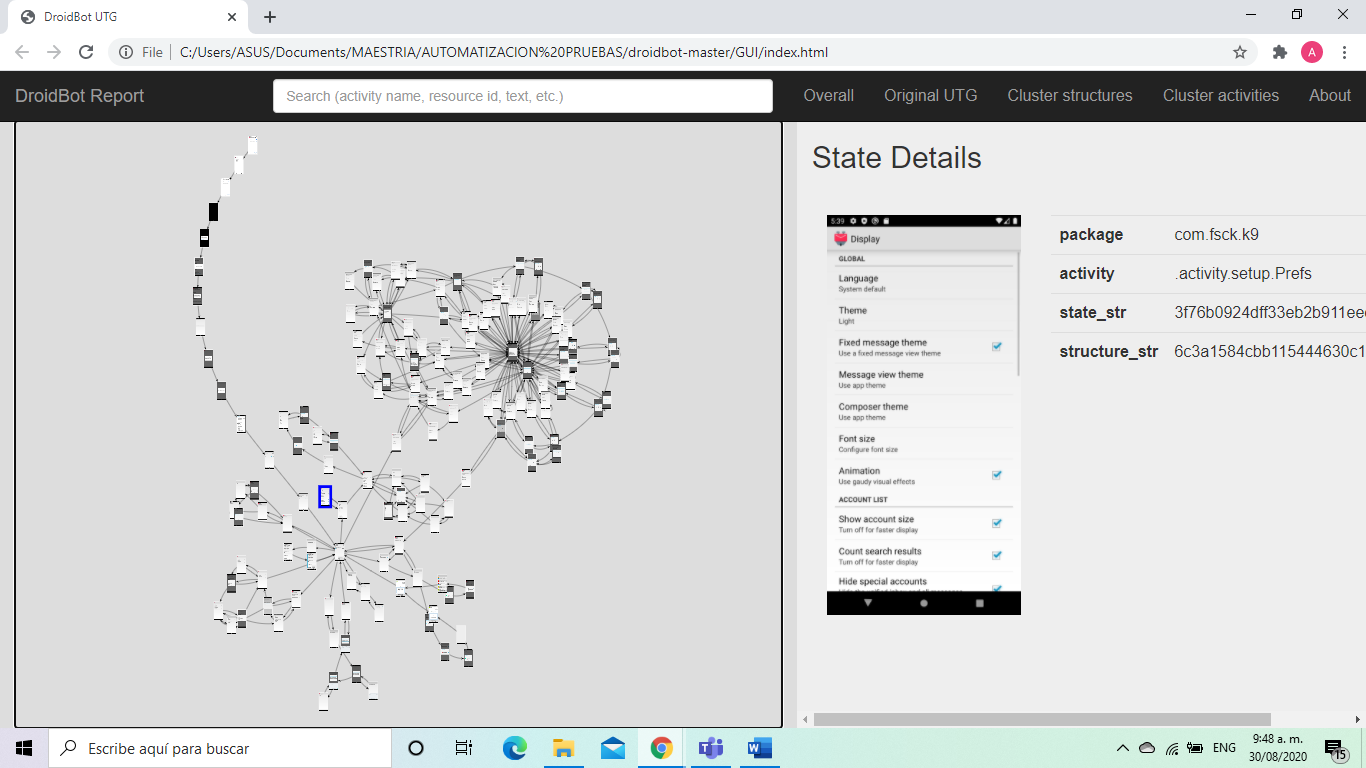 DroidBot UTG
File
C:/Users/ASUS/Documents/MAESTRIA/AUTOMATIZACION%20PRUEBAS/droidbot-master/GUI/index.html
A
DroidBot Report
Search (activity name, resource id, text, etc.)
Overall
Original UTG
Cluster structures
Cluster activities
About
State Details
5:39
Display
GLOBAL
Language
System default
Theme
Light
Fixed message theme
Use a fixed message view theme
Message view theme
Use app theme
Composer theme
Use app theme
Font size
Configure font size
Animation
Use gaudy visual effects
ACCOUNT LIST
Show account size
Turn off for faster display
Count search results
Turn off for faster display
Hide special accounts
package com.fsck.k9
activity .activity.setup.Prefs
state_str 3f76b0924dff33eb2b911eee
structure_str 6c3a1584cbb115444630c1
Escribe aquí para buscar
ENG
9:48 a. m.
30/08/2020
15